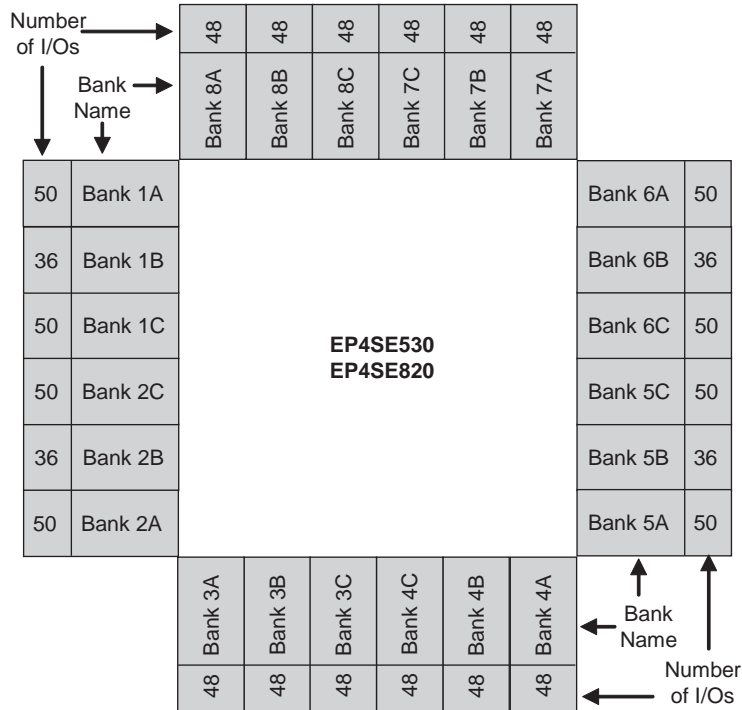 Number
of I/Os
48 48 48 48 48 48
Bank
Name
Bank 8A Bank 8B Bank 8C Bank 7C Bank 7B Bank 7A
50 Bank 1A
Bank 6A 50
36 Bank 1B
Bank 6B 36
50 Bank 1C
Bank 6C 50
EP4SE530
EP4SE820
50 Bank 2C
Bank 5C 50
36 Bank 2B
Bank 5B 36
50 Bank 2A
Bank 5A 50
Bank 3A Bank 3B Bank 3C Bank 4C Bank 4B Bank 4A
Bank
Name
48 48 48 48 48 48
Number
of I/Os